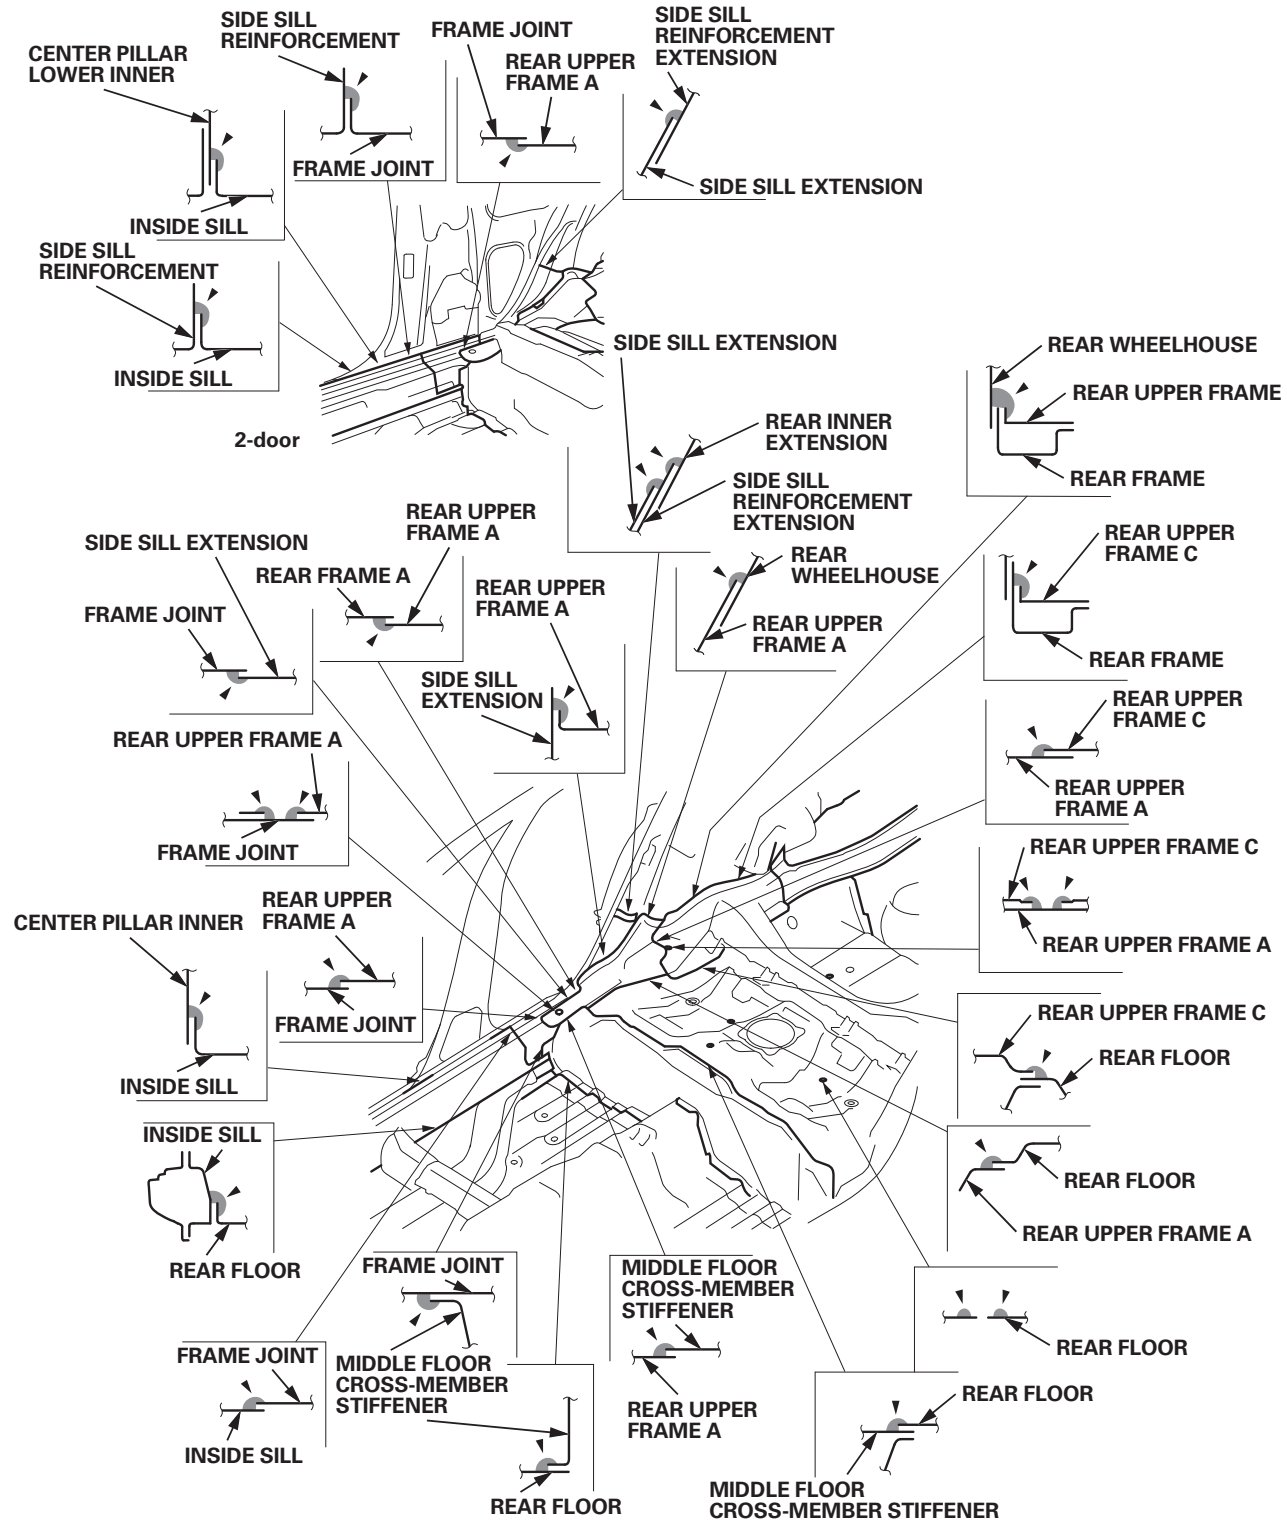 SIDE SILL
REINFORCEMENT
CENTER PILLAR
LOWER INNER
FRAME JOINT
INSIDE SILL
FRAME JOINT
REAR UPPER
FRAME A
SIDE SILL
REINFORCEMENT
EXTENSION
SIDE SILL EXTENSION
SIDE SILL
REINFORCEMENT
INSIDE SILL
2-door
SIDE SILL EXTENSION
REAR INNER
EXTENSION
SIDE SILL
REINFORCEMENT
EXTENSION
REAR WHEELHOUSE
REAR UPPER FRAME
REAR FRAME
REAR UPPER
FRAME A
REAR FRAME A
SIDE SILL EXTENSION
FRAME JOINT
REAR UPPER
FRAME A
SIDE SILL
EXTENSION
REAR
WHEELHOUSE
REAR UPPER
FRAME A
REAR UPPER
FRAME C
REAR FRAME
REAR UPPER FRAME A
FRAME JOINT
REAR UPPER
FRAME C
REAR UPPER
FRAME A
REAR UPPER FRAME C
REAR UPPER FRAME A
CENTER PILLAR INNER
INSIDE SILL
REAR UPPER
FRAME A
FRAME JOINT
REAR UPPER FRAME C
REAR FLOOR
INSIDE SILL
REAR FLOOR
REAR FLOOR
REAR UPPER FRAME A
FRAME JOINT
INSIDE SILL
FRAME JOINT
MIDDLE FLOOR
CROSS-MEMBER
STIFFENER
REAR FLOOR
MIDDLE FLOOR
CROSS-MEMBER
STIFFENER
REAR UPPER
FRAME A
REAR FLOOR
REAR FLOOR
MIDDLE FLOOR
CROSS-MEMBER STIFFENER